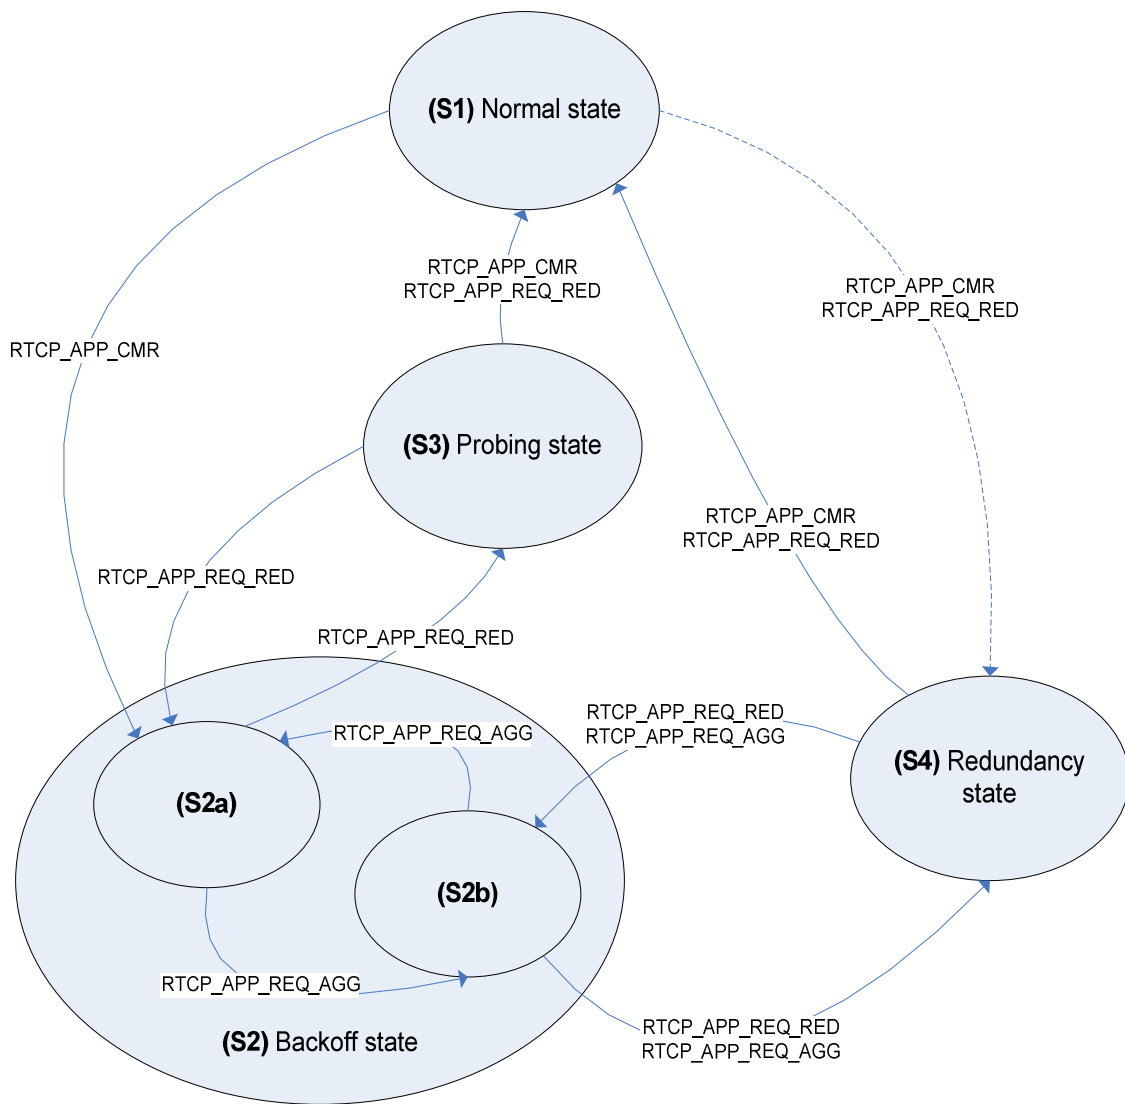 (S1) Normal state
RTCP_APP_CMR
RTCP_APP_REQ_RED
RTCP_APP_CMR
RTCP_APP_REQ_RED
RTCP_APP_CMR
(S3) Probing state
RTCP_APP_CMR
RTCP_APP_REQ_RED
RTCP_APP_REQ_RED
RTCP_APP_REQ_RED
RTCP_APP_REQ_RED
RTCP_APP_REQ_AGG
RTCP_APP_REQ_AGG
(S4) Redundancy
state
(S2a)
(S2b)
RTCP_APP_REQ_AGG
(S2) Backoff state
RTCP_APP_REQ_RED
RTCP_APP_REQ_AGG